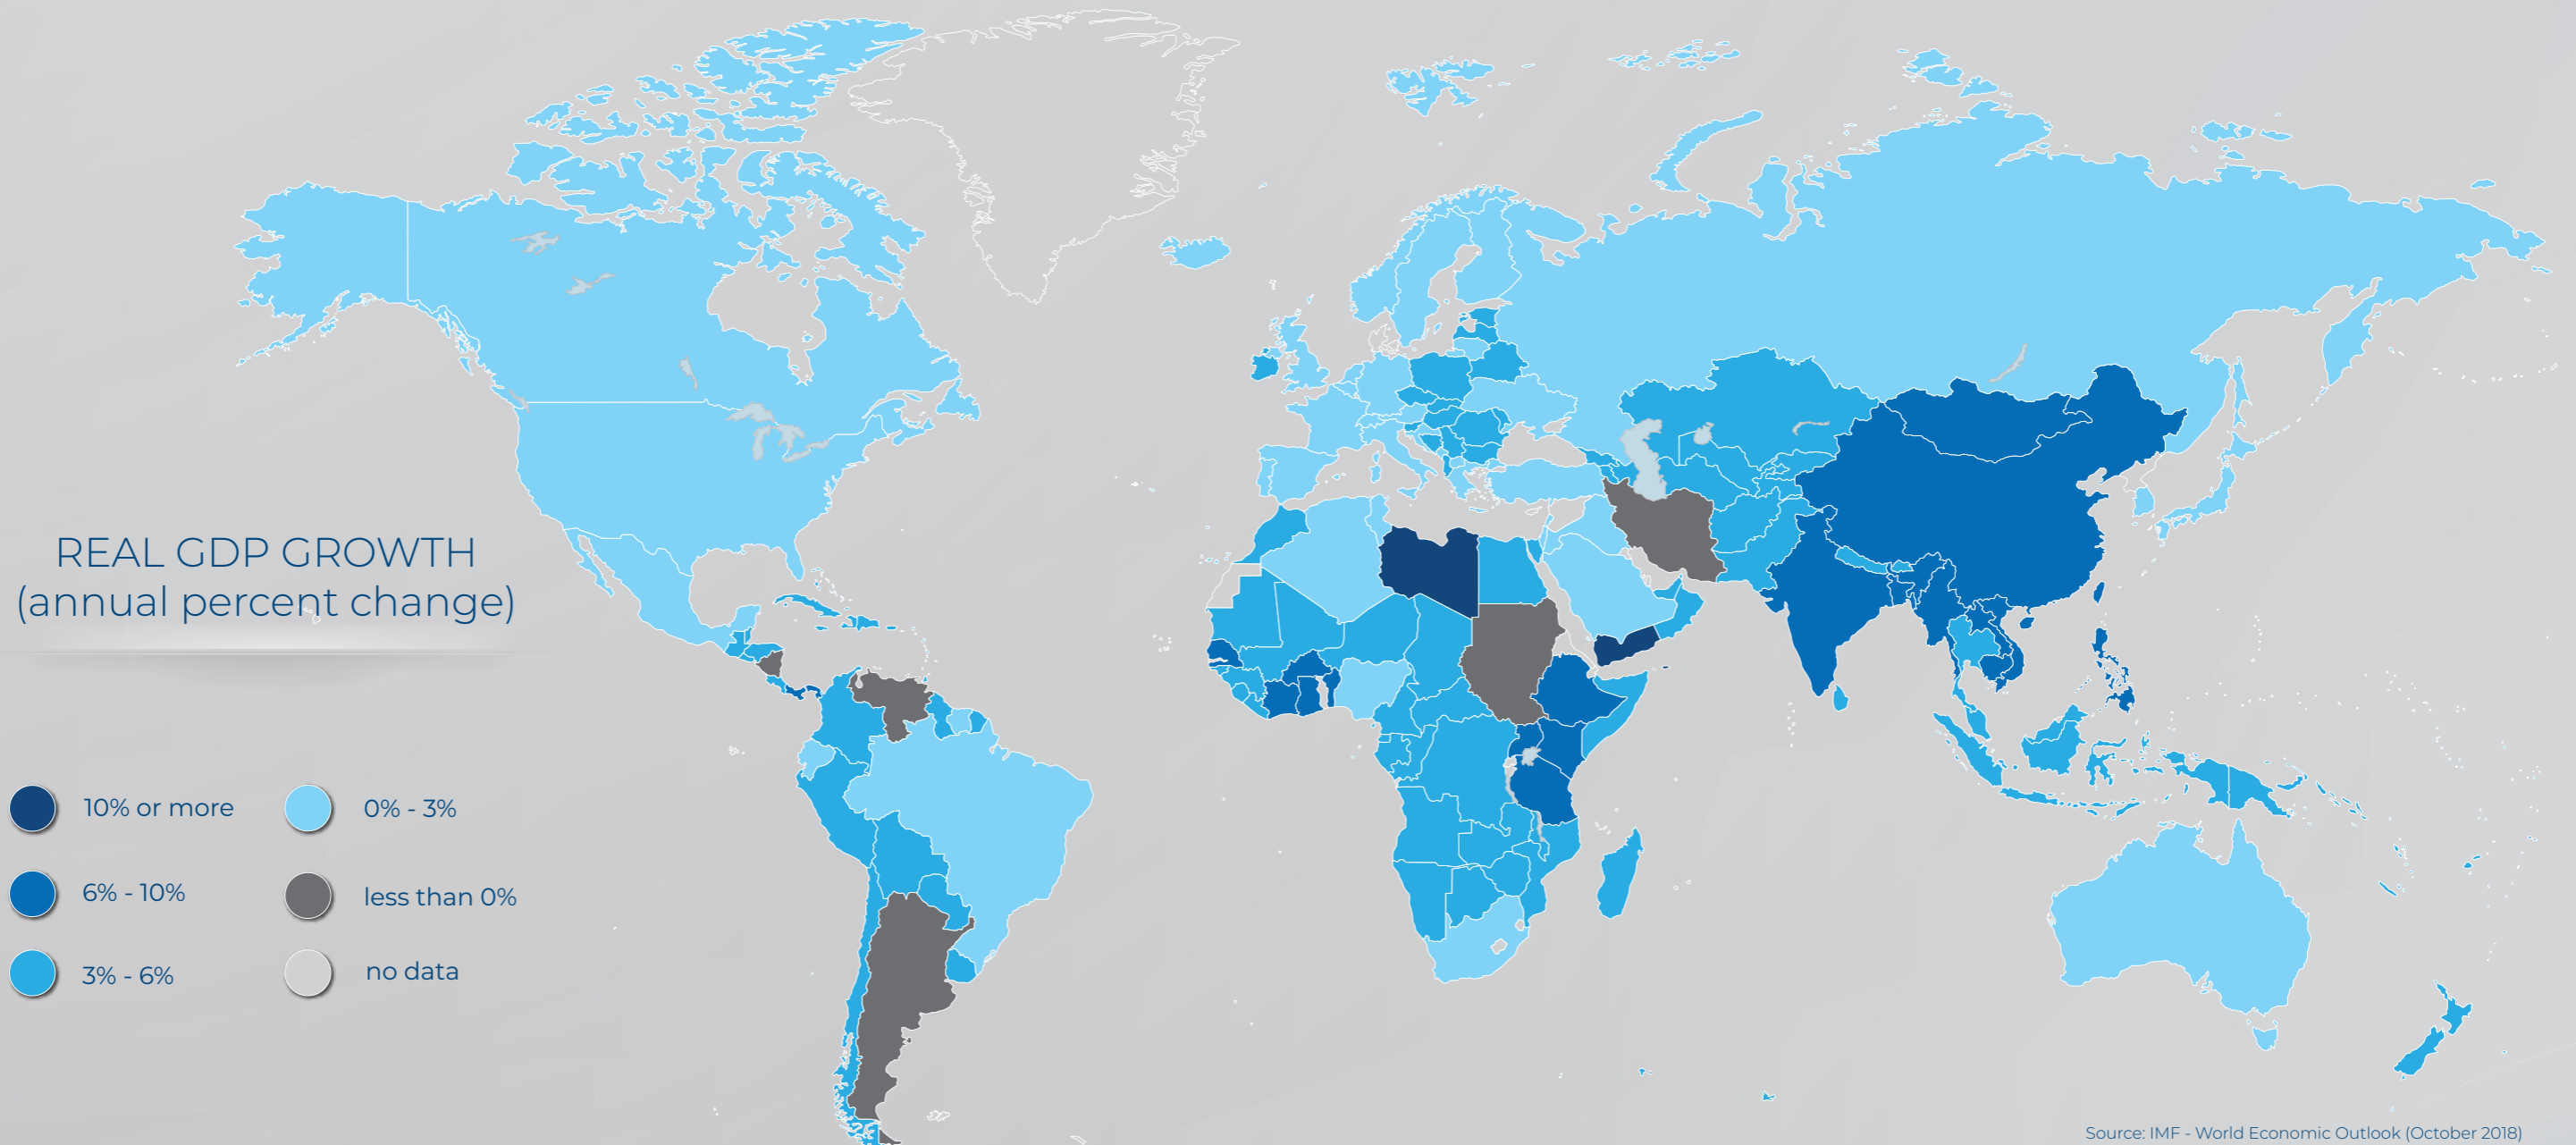 REAL GDP GROWTH
(annual percent change)
10% or more
6% - 10%
3% - 6%
0% - 3%
less than 0%
no data
Source: IMF - World Economic Outlook (October 2018)